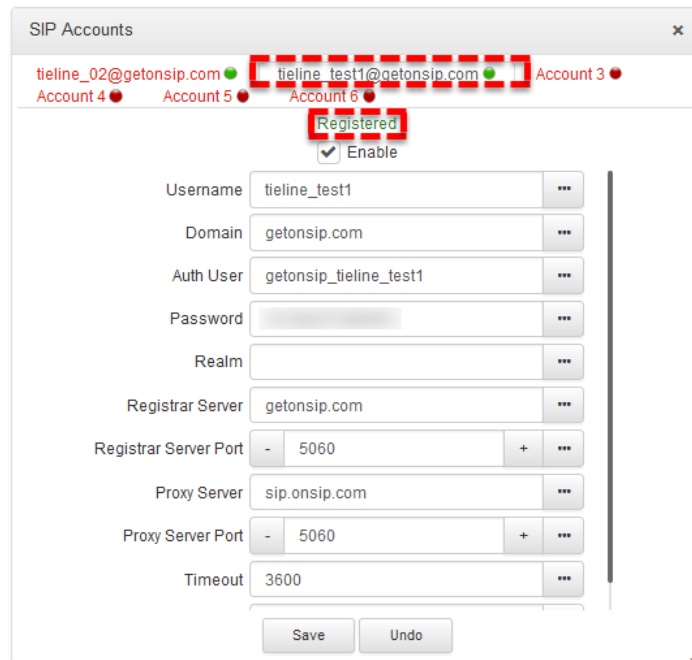 SIP Accounts ×
tieline_02@getonsip.com tieline_test1@getonsip.com Account 3
Account 4 Account 5 Account 6
Registered
Enable
Username tieline_test1 ...
Domain getonsip.com ...
Auth User getonsip_tieline_test1 ...
Password ...
Realm ...
Registrar Server getonsip.com ...
Registrar Server Port - 5060 + ...
Proxy Server sip.onsip.com ...
Proxy Server Port - 5060 + ...
Timeout 3600 ...
Save Undo